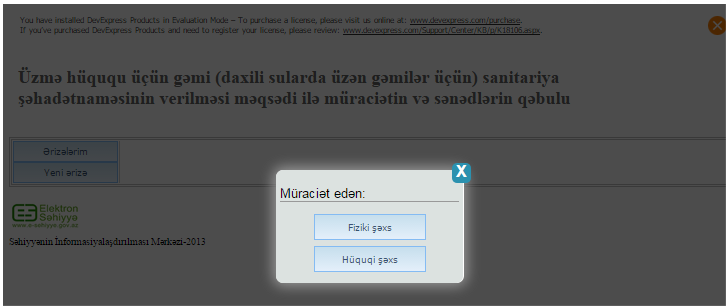 You have installed DevExpress Products in Evaluation Mode – To purchase a license, please visit us online at: www.devexpress.com/purchase.
If you've purchased DevExpress Products and need to register your license, please review: www.devexpress.com/Support/Center/KB/p/K18106.aspx.
Üzmə hüququ üçün gəmi (daxili sularda üzən gəmilər üçün) sanitariya
şəhadətnaməsinin verilməsi məqsədi ilə müraciətin və sənədlərin qəbulu
Ərizələrim
Yeni ərizə
X
Müraciət edən:
Fiziki şəxs
Hüquqi şəxs
Elektron
Səhiyyə
www.e-sehiyye.gov.az
Səhiyyənin İnformasiyalaşdırılması Mərkəzi-2013